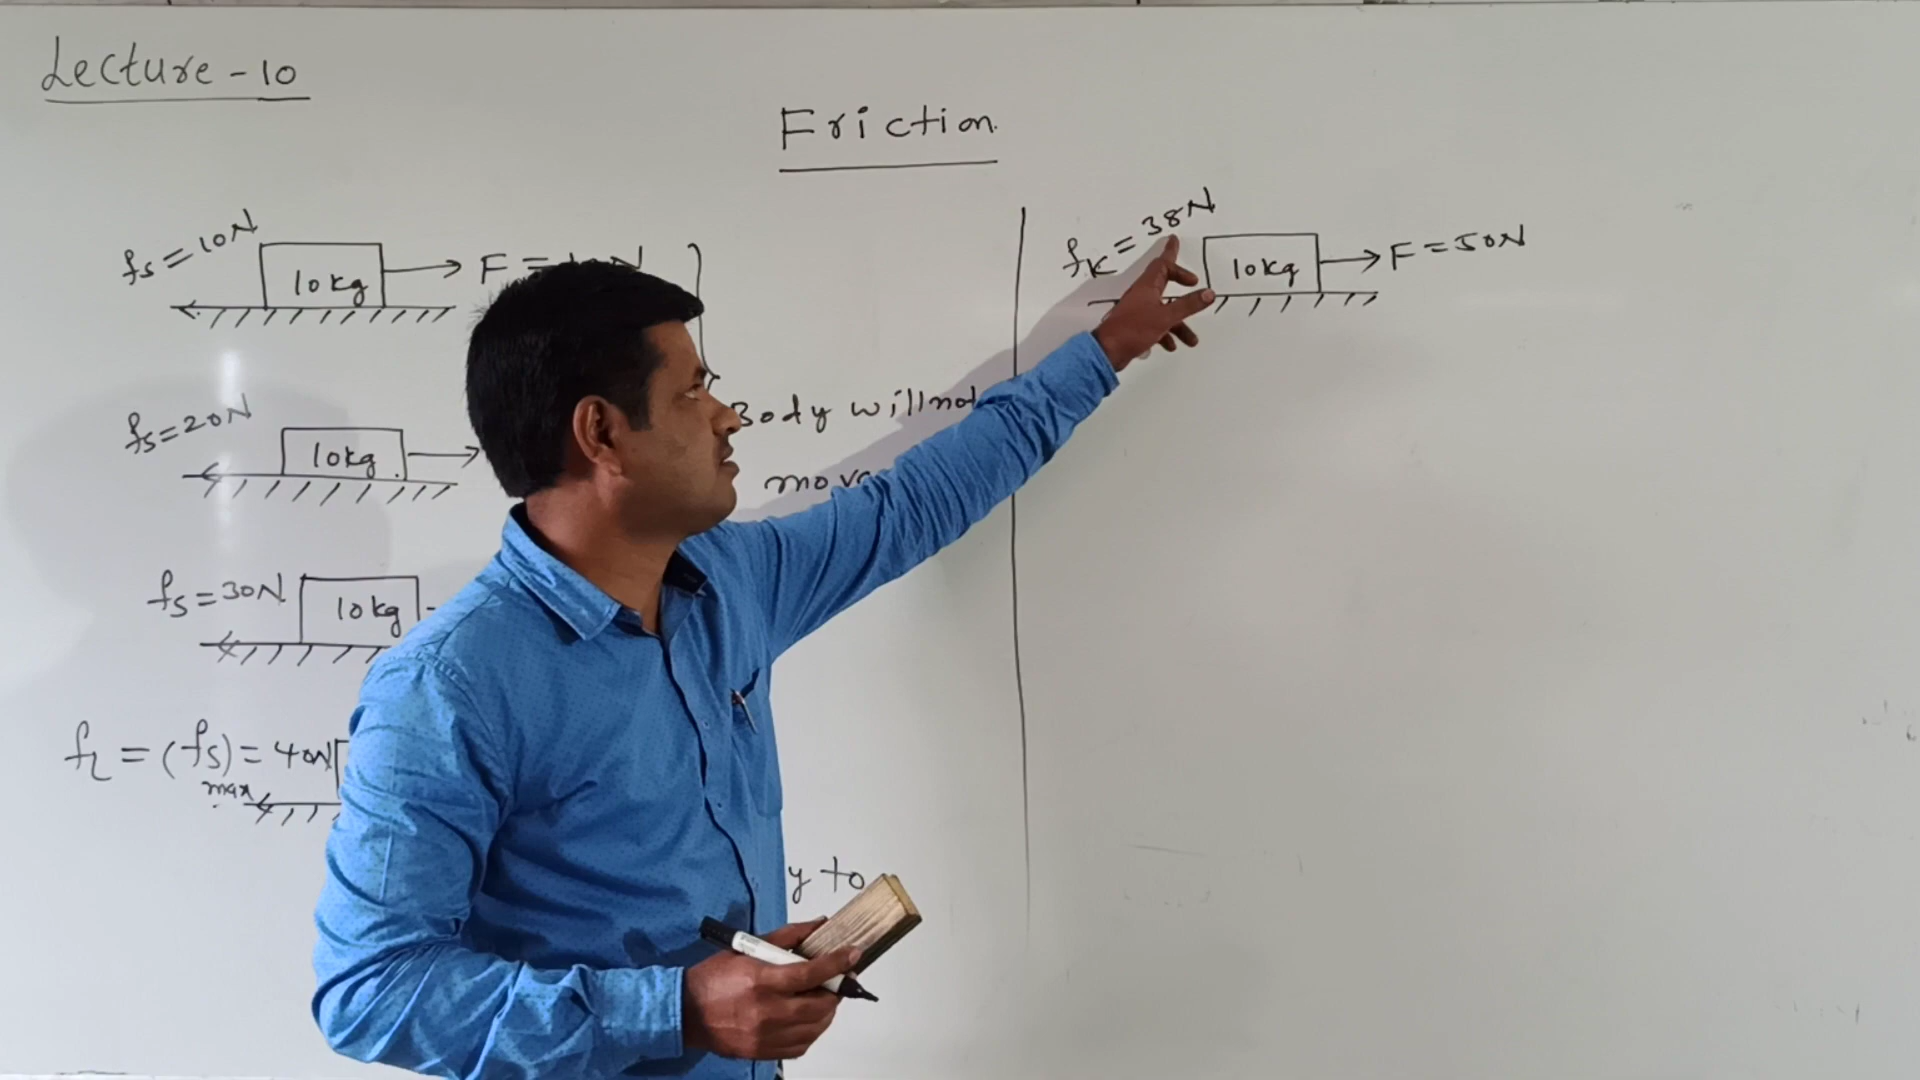 Lecture - 10
Friction
fs = 10N
10kg
F =
fs = 20N
10kg
Body will not
move
fs = 30N
10kg
fL = (fs)max = 40N
y to
fK = 38N
10kg
F = 50N